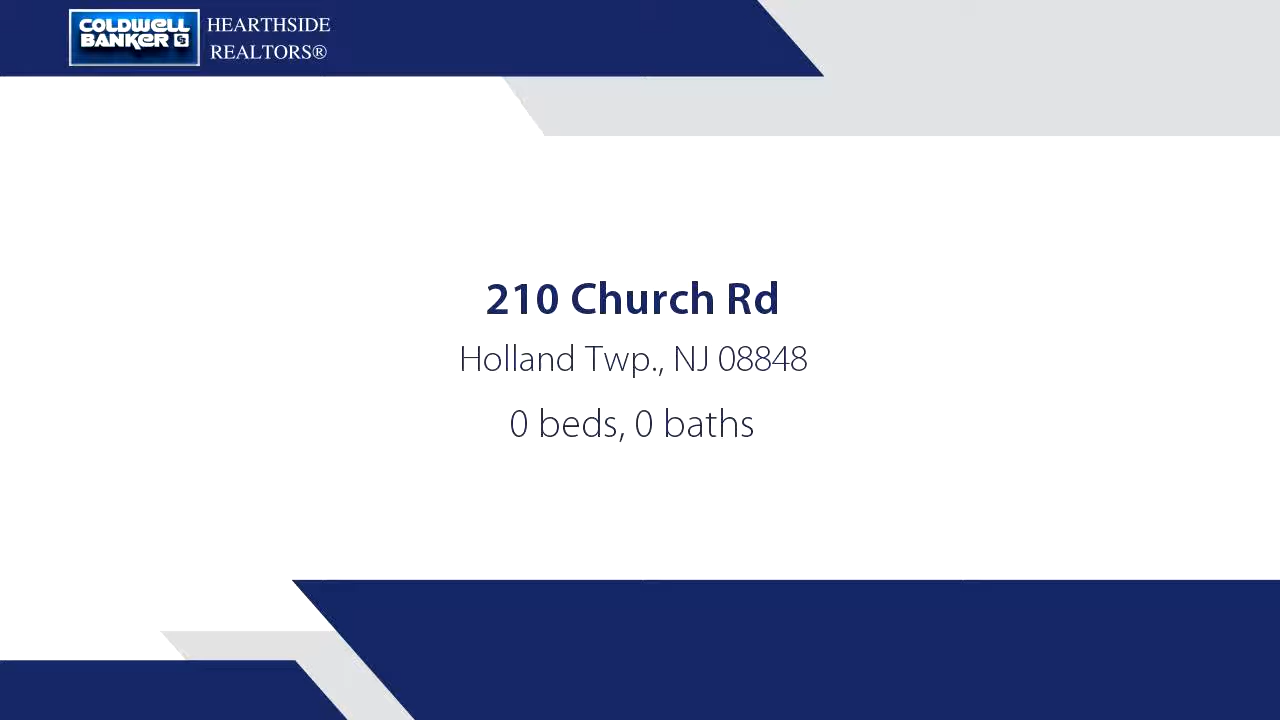 COLDWELL
BANKER
HEARTHSIDE
REALTORS®
210 Church Rd
Holland Twp., NJ 08848
0 beds, 0 baths